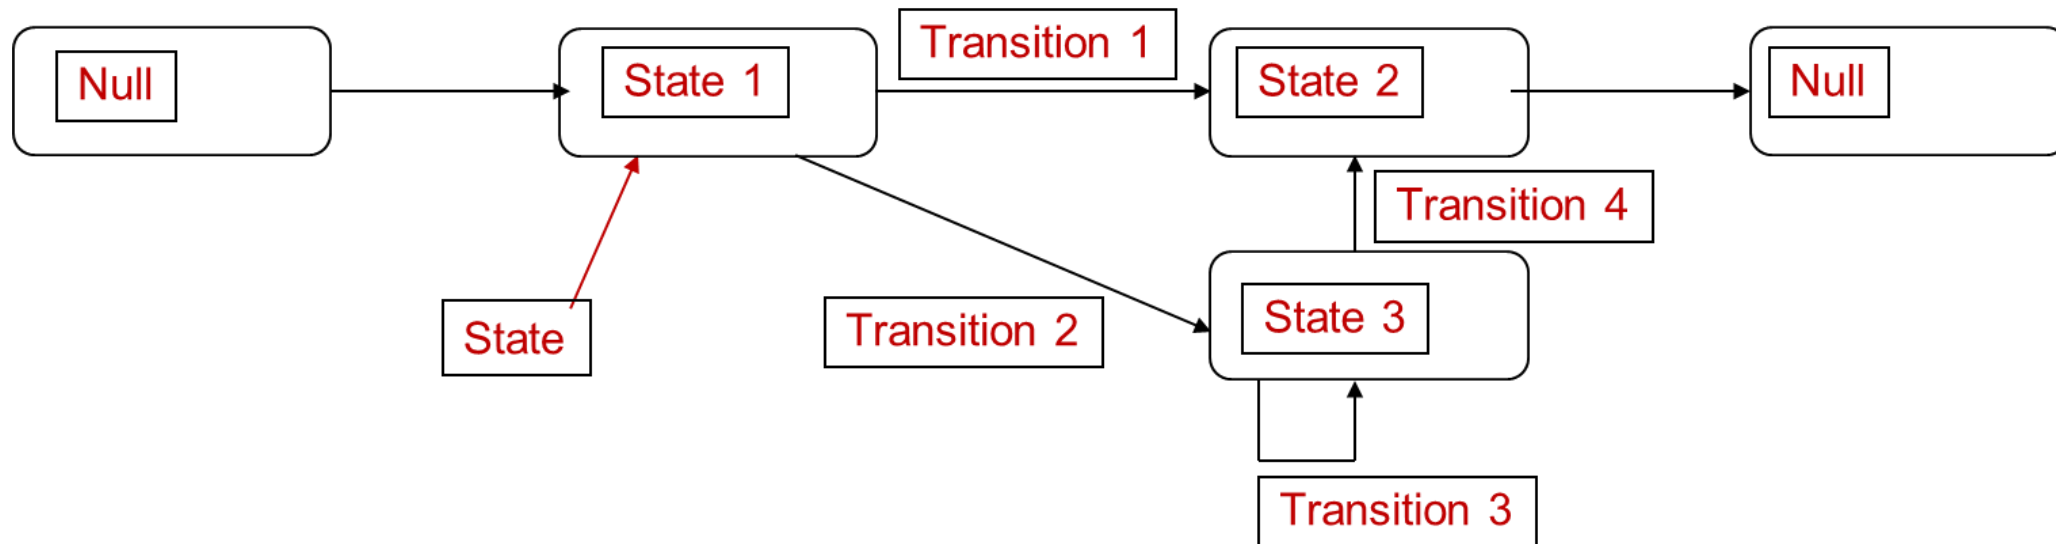 Null
State 1
Transition 1
State 2
Null
Transition 4
State
Transition 2
State 3
Transition 3